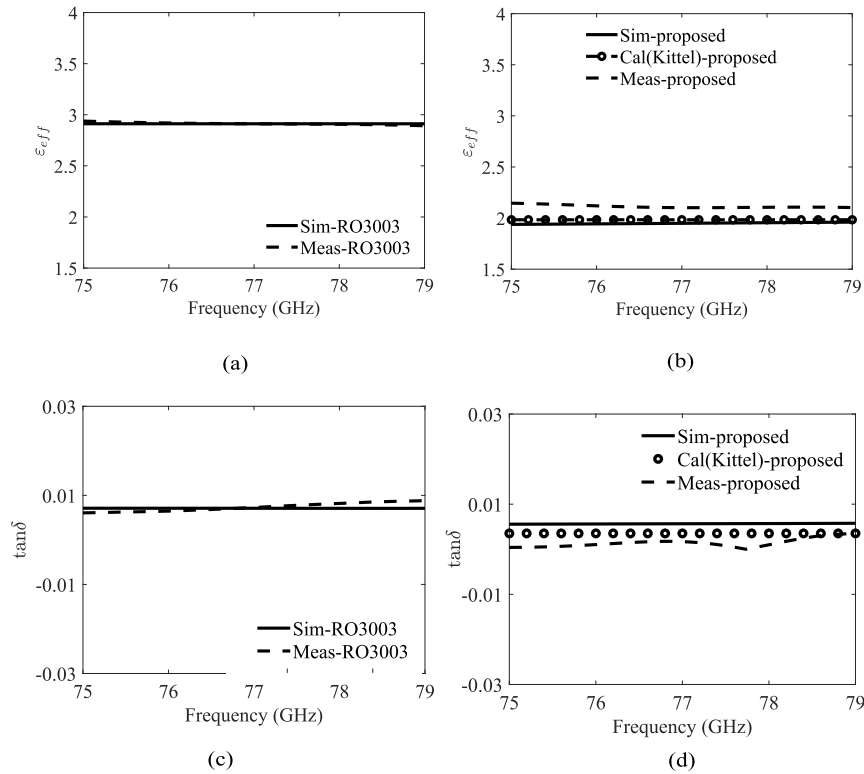 4
3.5
3
2.5
2
1.5
εeff
Sim-RO3003
Meas-RO3003
75 76 77 78 79
Frequency (GHz)
(a)
4
3.5
3
2.5
2
1.5
εeff
Sim-proposed
Cal(Kittel)-proposed
Meas-proposed
75 76 77 78 79
Frequency (GHz)
(b)
0.03
0.01
-0.01
-0.03
tanδ
Sim-RO3003
Meas-RO3003
75 76 77 78 79
Frequency (GHz)
(c)
0.03
0.01
-0.01
-0.03
tanδ
Sim-proposed
Cal(Kittel)-proposed
Meas-proposed
75 76 77 78 79
Frequency (GHz)
(d)